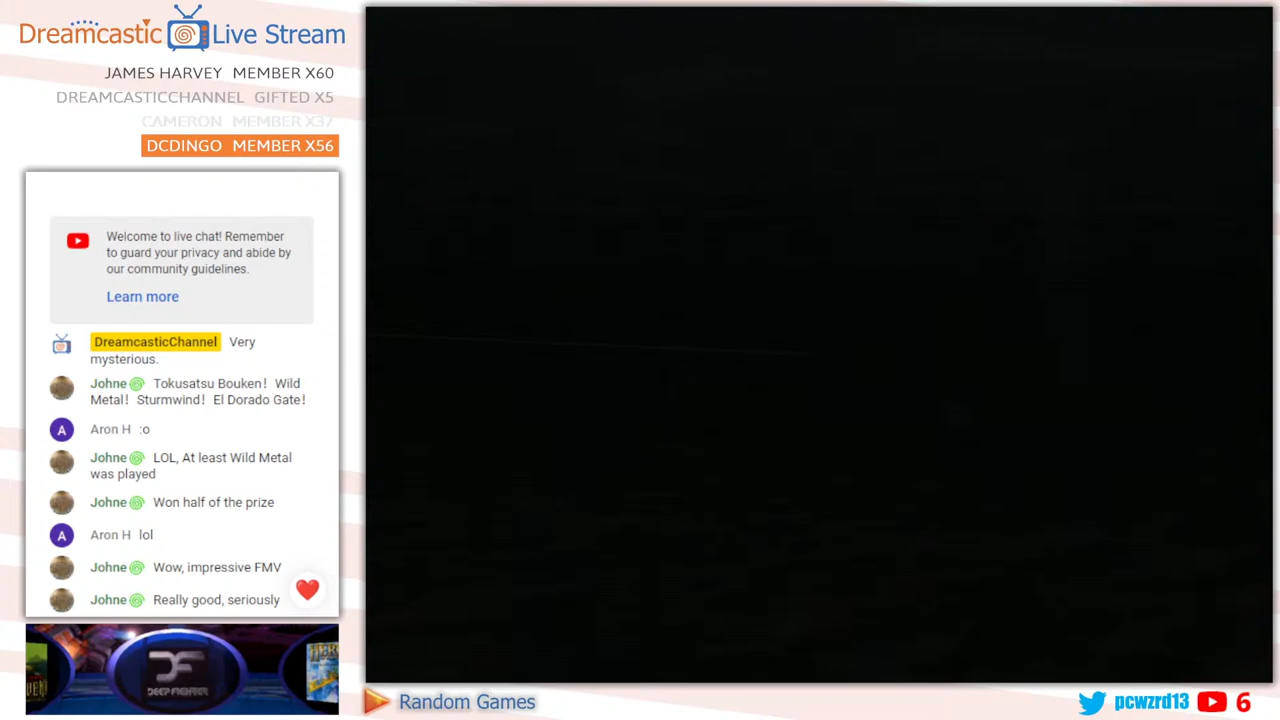 Dreamcastic Live Stream
JAMES HARVEY MEMBER X60
DREAMCASTICCHANNEL GIFTED X5
CAMERON MEMBER X37
DCDINGO MEMBER X56
Welcome to live chat! Remember
to guard your privacy and abide by
our community guidelines.
Learn more
DreamcasticChannel Very
mysterious.
Johne Tokusatsu Bouken! Wild
Metal! Sturmwind! El Dorado Gate!
A Aron H :o
Johne LOL, At least Wild Metal
was played
Johne Won half of the prize
A Aron H lol
Johne Wow, impressive FMV
Johne Really good, seriously
DF
DEEP FIGHTER
Random Games
pcwzrd13 6